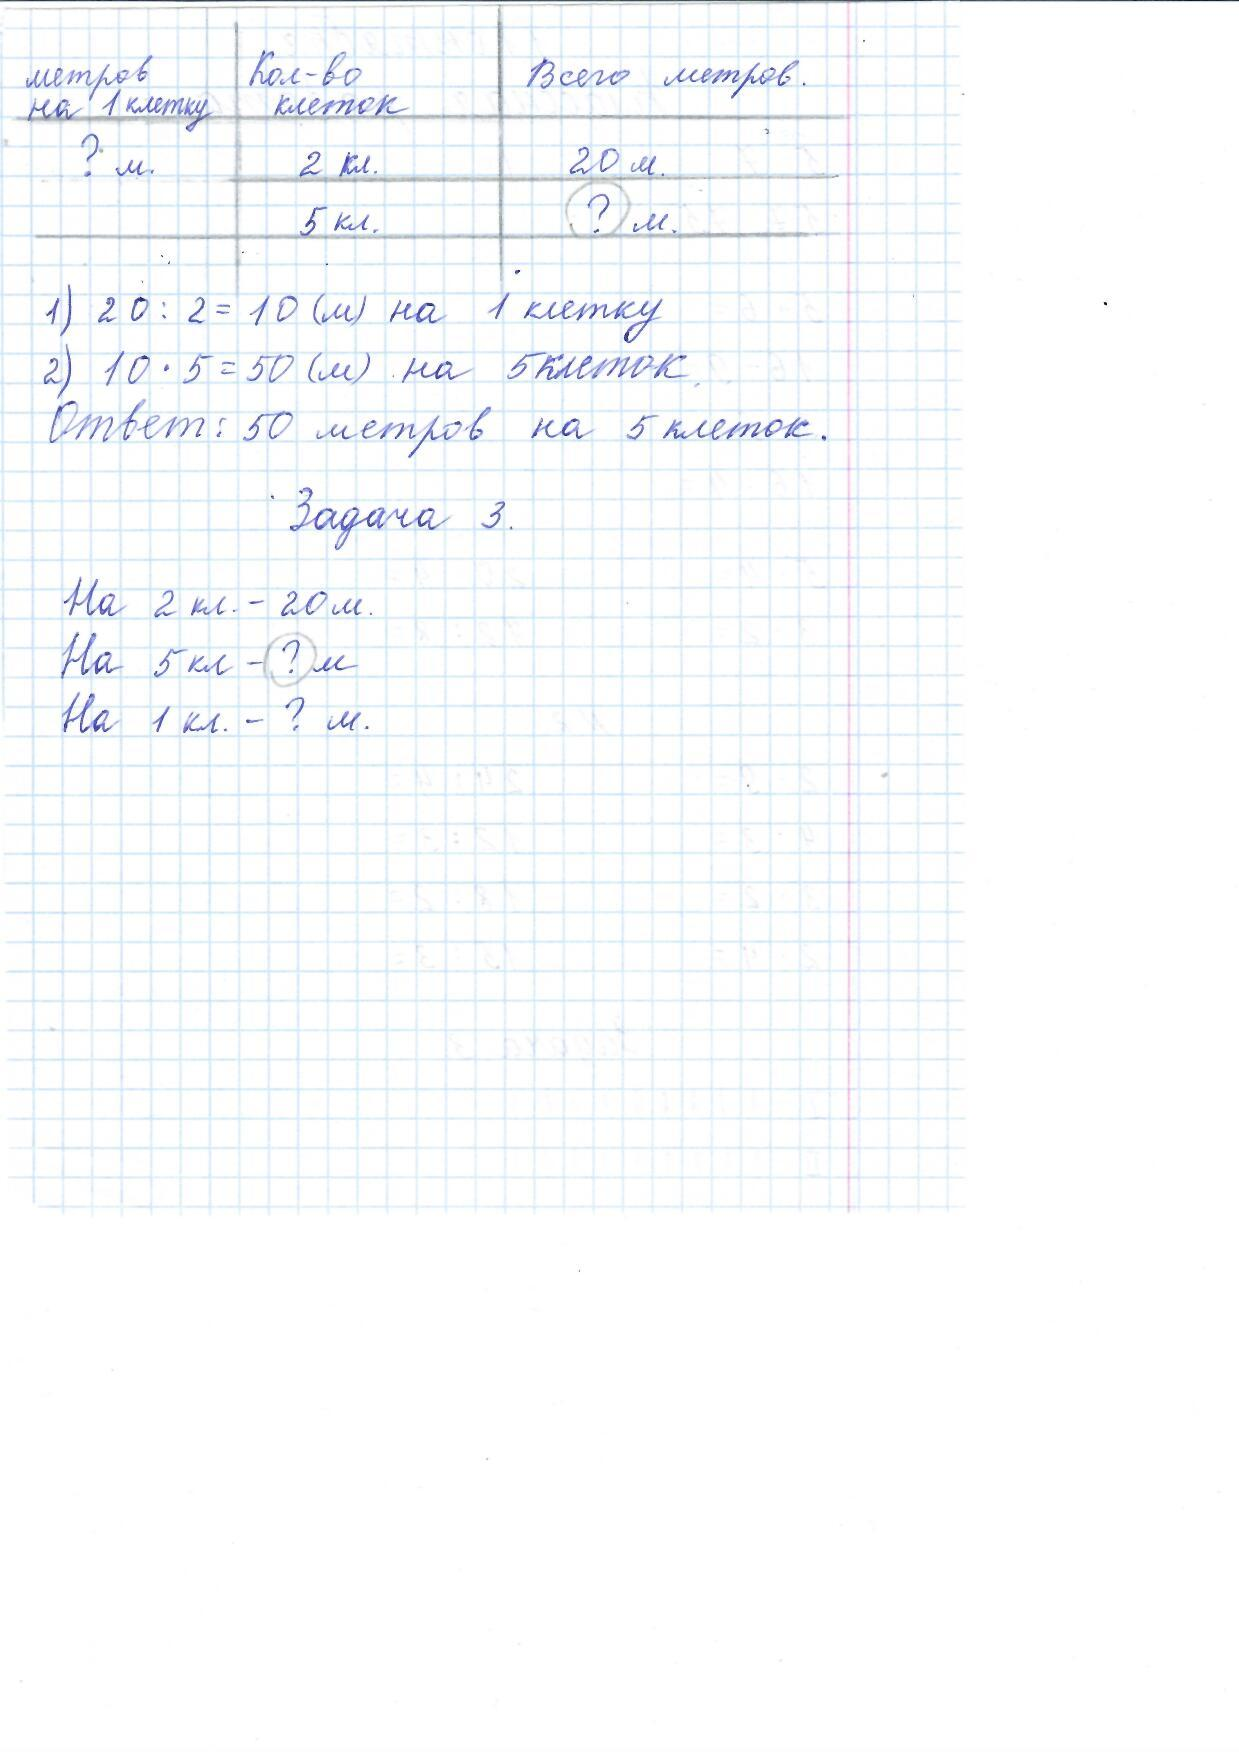 метров на 1 клетку | Кол-во клеток | Всего метров.
? м. | 2 кл. | 20 м.
5 кл. | ? м.
1) 20 : 2 = 10 (м) на 1 клетку
2) 10 · 5 = 50 (м) на 5 клеток
Ответ: 50 метров на 5 клеток.
Задача 3.
На 2 кл. - 20 м.
На 5 кл - ? м
На 1 кл. - ? м.